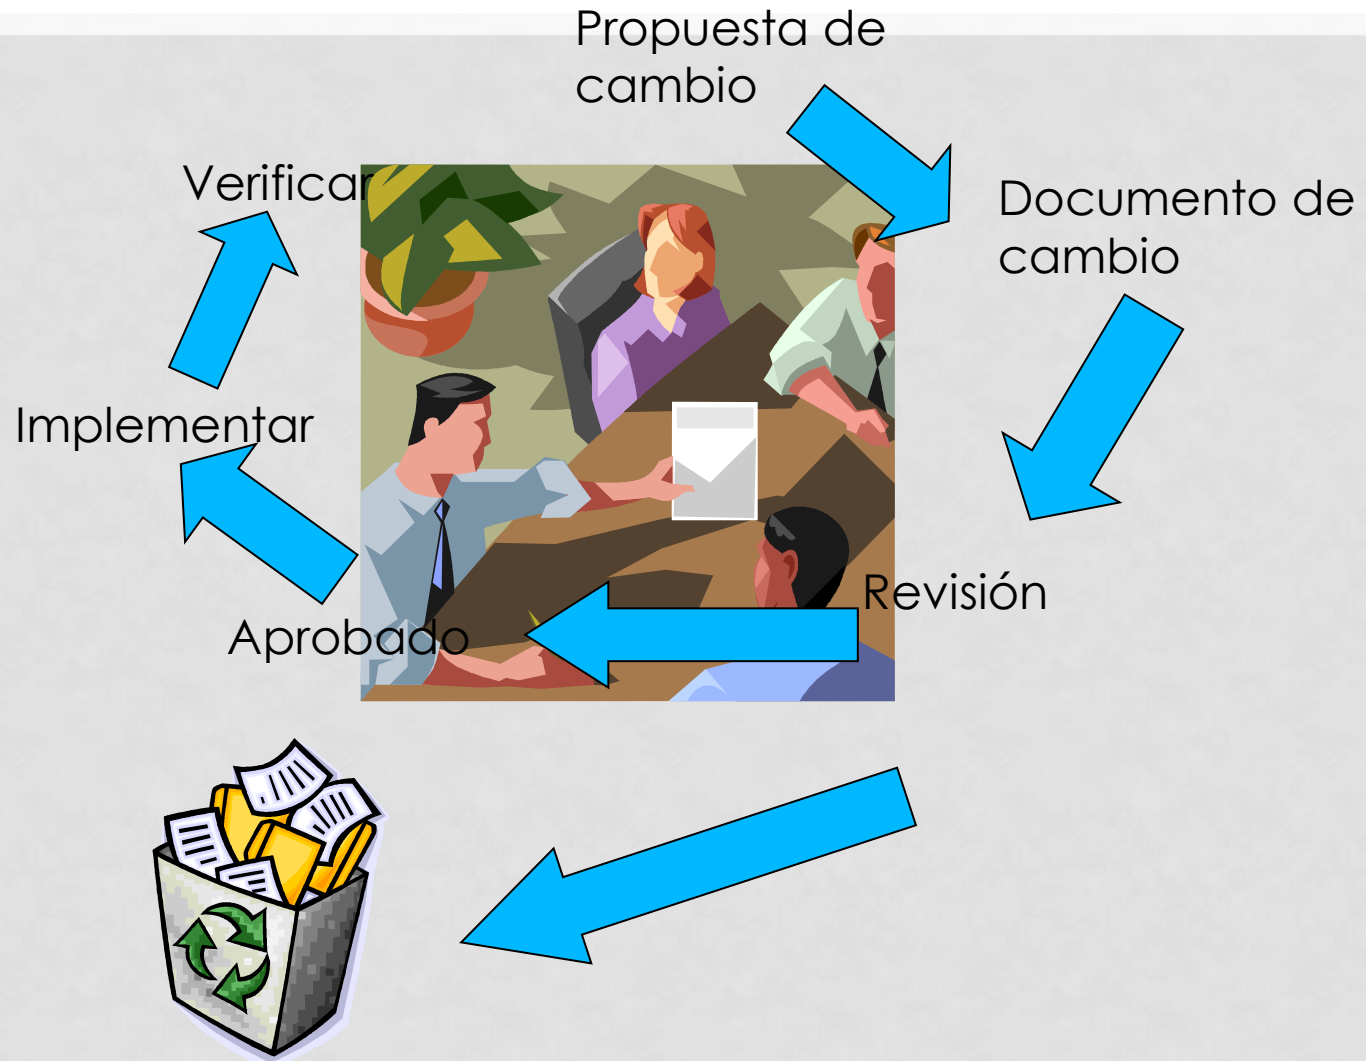 Propuesta de
cambio
Verificar
Documento de
cambio
Implementar
Revisión
Aprobado